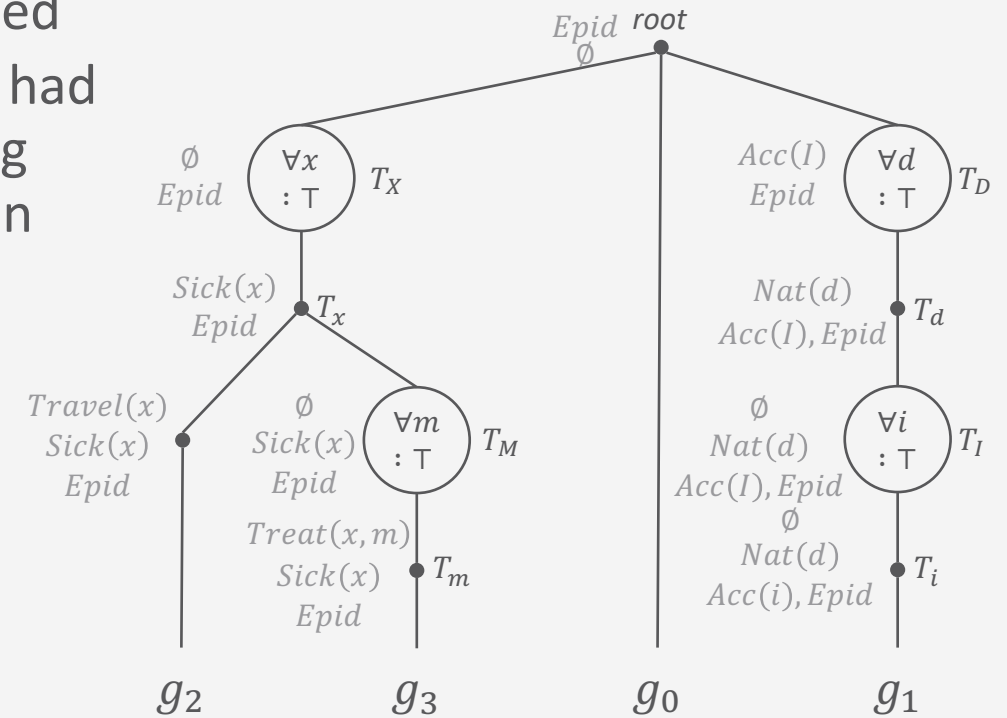 ed
had
g
n
Epid root
∅
∅
Epid
∀x
: ⊤
T_X
Acc(I)
Epid
∀d
: ⊤
T_D
Sick(x)
Epid
T_x
Nat(d)
Acc(I), Epid
T_d
Travel(x)
Sick(x)
Epid
∅
Sick(x)
Epid
∀m
: ⊤
T_M
∅
Nat(d)
Acc(I), Epid
∀i
: ⊤
T_I
Treat(x, m)
Sick(x)
Epid
T_m
∅
Nat(d)
Acc(i), Epid
T_i
g_2 g_3 g_0 g_1